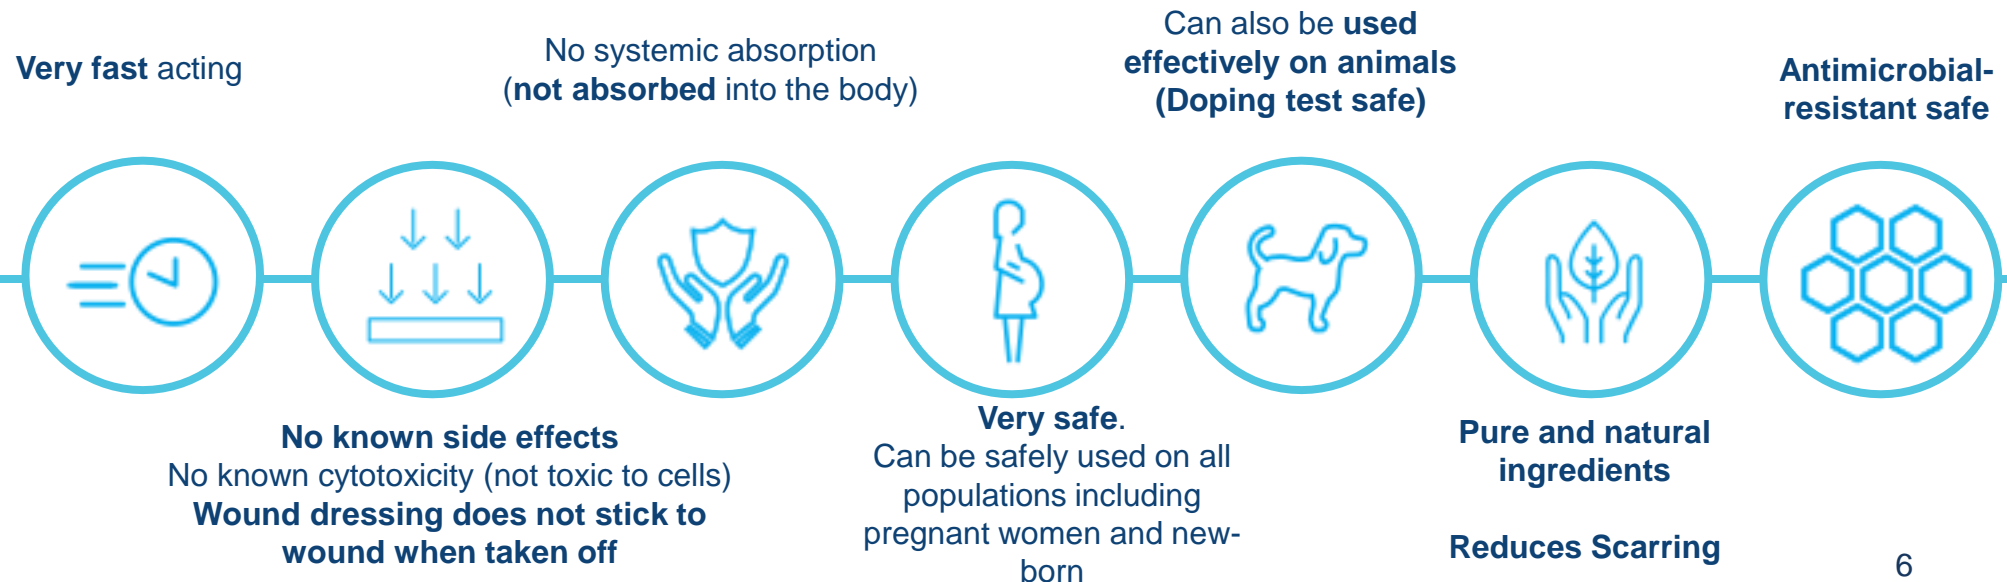 Very fast acting
No known side effects
No known cytotoxicity (not toxic to cells)
Wound dressing does not stick to
wound when taken off
No systemic absorption
(not absorbed into the body)
Very safe.
Can be safely used on all
populations including
pregnant women and new-
born
Can also be used
effectively on animals
(Doping test safe)
Pure and natural
ingredients
Reduces Scarring
Antimicrobial-
resistant safe
6